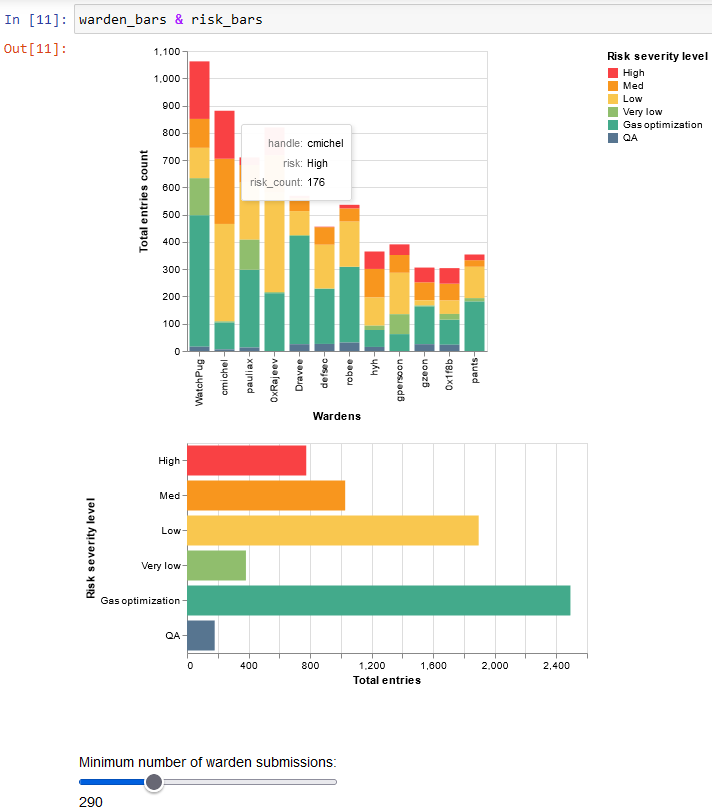 In [11]: warden_bars & risk_bars
Out[11]:
1,100
1,000
900
800
700
600
500
400
300
200
100
0
Total entries count
handle: cmichel
risk: High
risk_count: 176
WatchPug
cmichel
pauliax
0xRajeev
Dravee
defsec
robee
hyh
gpersoon
gzeon
0x1f8b
pants
Wardens
Risk severity level
High
Med
Low
Very low
Gas optimization
QA
Risk severity level
High
Med
Low
Very low
Gas optimization
QA
0 400 800 1,200 1,600 2,000 2,400
Total entries
Minimum number of warden submissions:
290